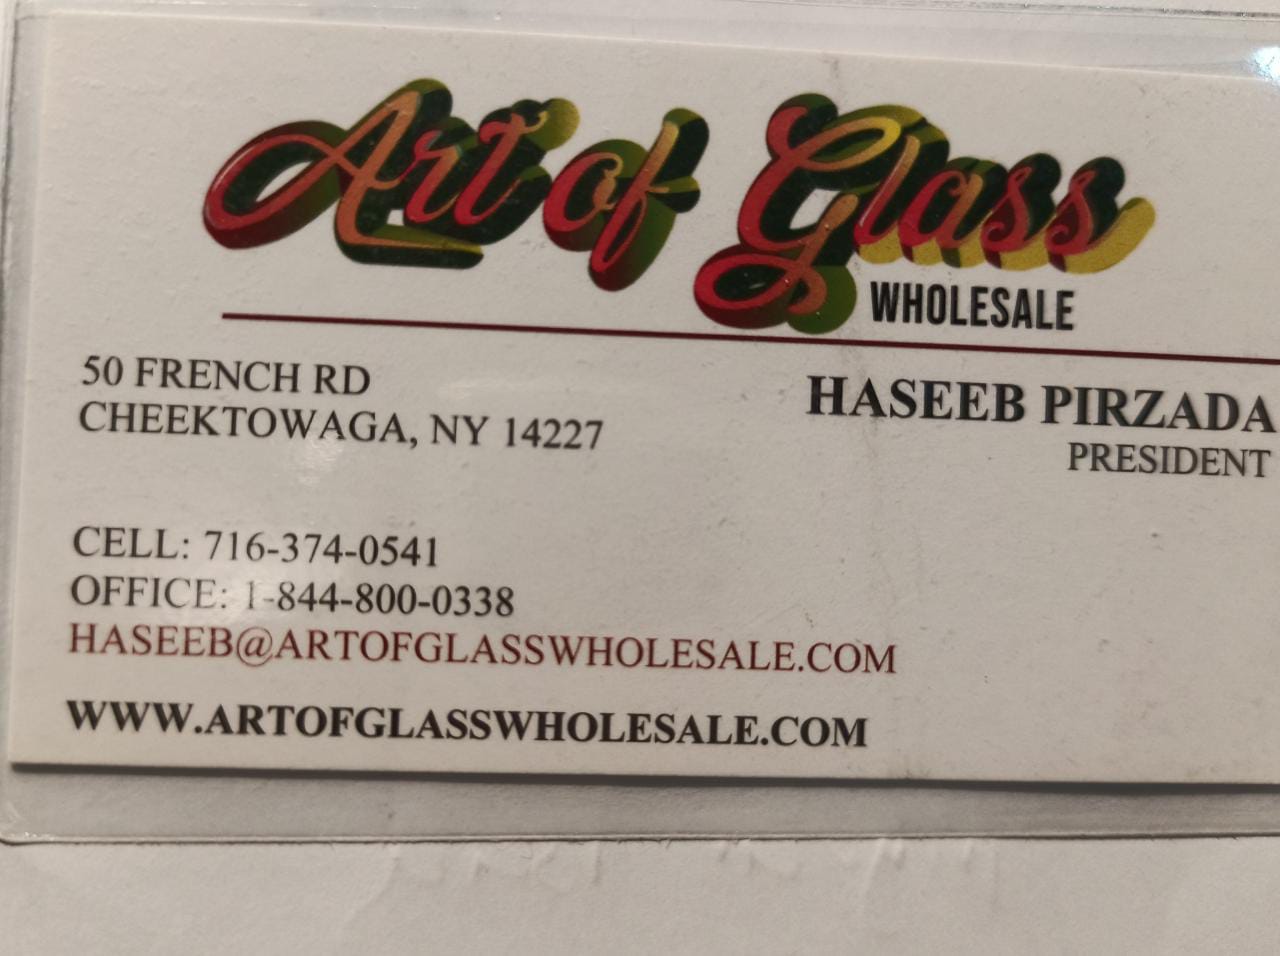 Art of Glass
WHOLESALE
50 FRENCH RD
CHEEKTOWAGA, NY 14227
HASEEB PIRZADA
PRESIDENT
CELL: 716-374-0541
OFFICE: 1-844-800-0338
HASEEB@ARTOFGLASSWHOLESALE.COM
WWW.ARTOFGLASSWHOLESALE.COM